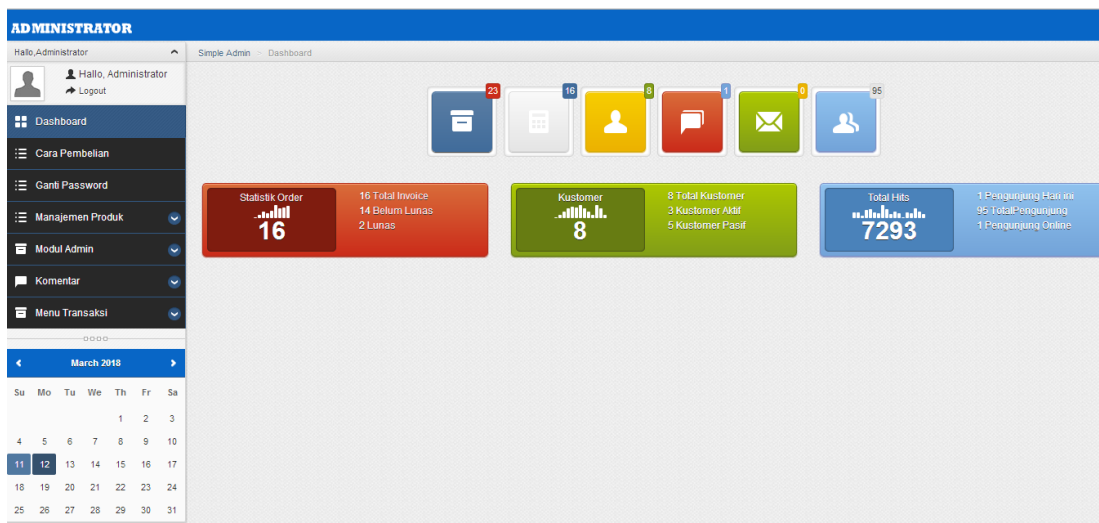 ADMINISTRATOR
Hallo,Administrator
Simple Admin
Dashboard
Hallo, Administrator
Logout
23
16
8
1
0
95
Dashboard
Cara Pembelian
Ganti Password
Manajemen Produk
Modul Admin
Komentar
Menu Transaksi
Statistik Order
16
16 Total Invoice
14 Belum Lunas
2 Lunas
Kustomer
8
8 Total Kustomer
3 Kustomer Aktif
5 Kustomer Pasif
Total Hits
7293
1 Pengunjung Hari ini
95 TotalPengunjung
1 Pengunjung Online
March 2018
Su Mo Tu We Th Fr Sa
1 2 3
4 5 6 7 8 9 10
11 12 13 14 15 16 17
18 19 20 21 22 23 24
25 26 27 28 29 30 31